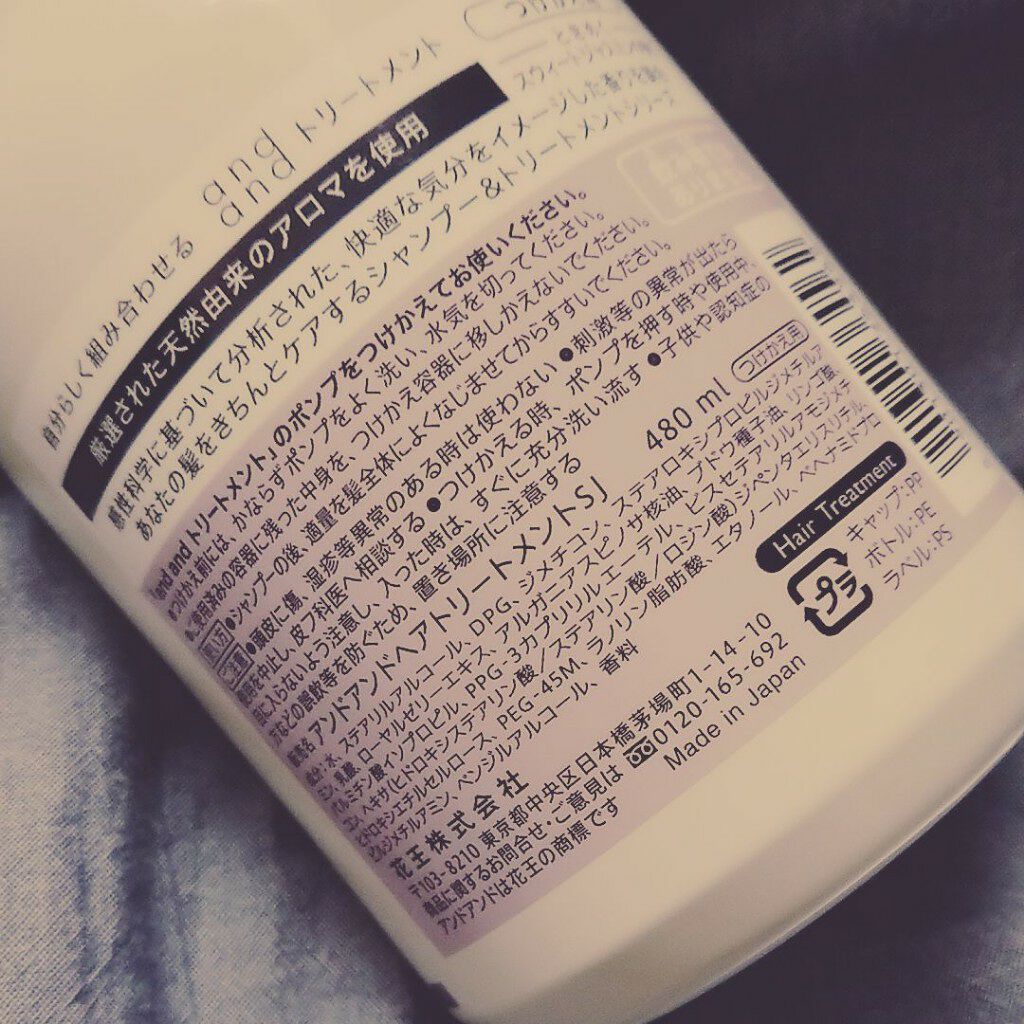 つけかえ用
自分らしく組み合わせる
and and トリートメント
厳選された天然由来のアロマを使用
感性科学に基づいて分析された、快適な気分をイメージした香りを
あなたの髪をきちんとケアするシャンプー&トリートメントシリーズ
「and and トリートメント」のポンプをつけかえてお使いください。
●つけかえ前には、かならずポンプをよく洗い、水気を切ってください。
使用済みの容器に残った中身を、つけかえ容器に移しかえないでください。
使い方 ●シャンプーの後、適量を髪全体によくなじませてからすすいでください。
注意 ●頭皮に傷、湿疹等異常のある時は使わない ●刺激等の異常が出たら
使用を中止し、皮フ科医へ相談する ●つけかえる時、ポンプを押す時や使用中、
目に入らないよう注意し、入った時は、すぐに充分洗い流す ●子供や認知症の
方などの誤飲等を防ぐため、置き場所に注意する
アンドアンドヘアトリートメントSJ 480 ml つけかえ用
成分:水、ステアリルアルコール、DPG、ジメチコン、ステアロキシプロピルジメチルア
ミン、乳酸、ローヤルゼリーエキス、アルガニアスピノサ核油、ブドウ種子油、リンゴ酸、
パルミチン酸イソプロピル、PPG-3カプリリルエーテル、ビスセテアリルアモジメチ
コン、ヘキサ(ヒドロキシステアリン酸/ステアリン酸/ロジン酸)ジペンタエリスリチル、
ヒドロキシエチルセルロース、PEG-45M、ラノリン脂肪酸、エタノール、ベヘナミドプロ
ピルジメチルアミン、ベンジルアルコール、香料
花王株式会社
〒103-8210 東京都中央区日本橋茅場町1-14-10
商品に関するお問合せ・ご意見は 0120-165-692
アンドアンドは花王の商標です
Made in Japan
Hair Treatment
プラ
キャップ:PP
ボトル:PE
ラベル:PS